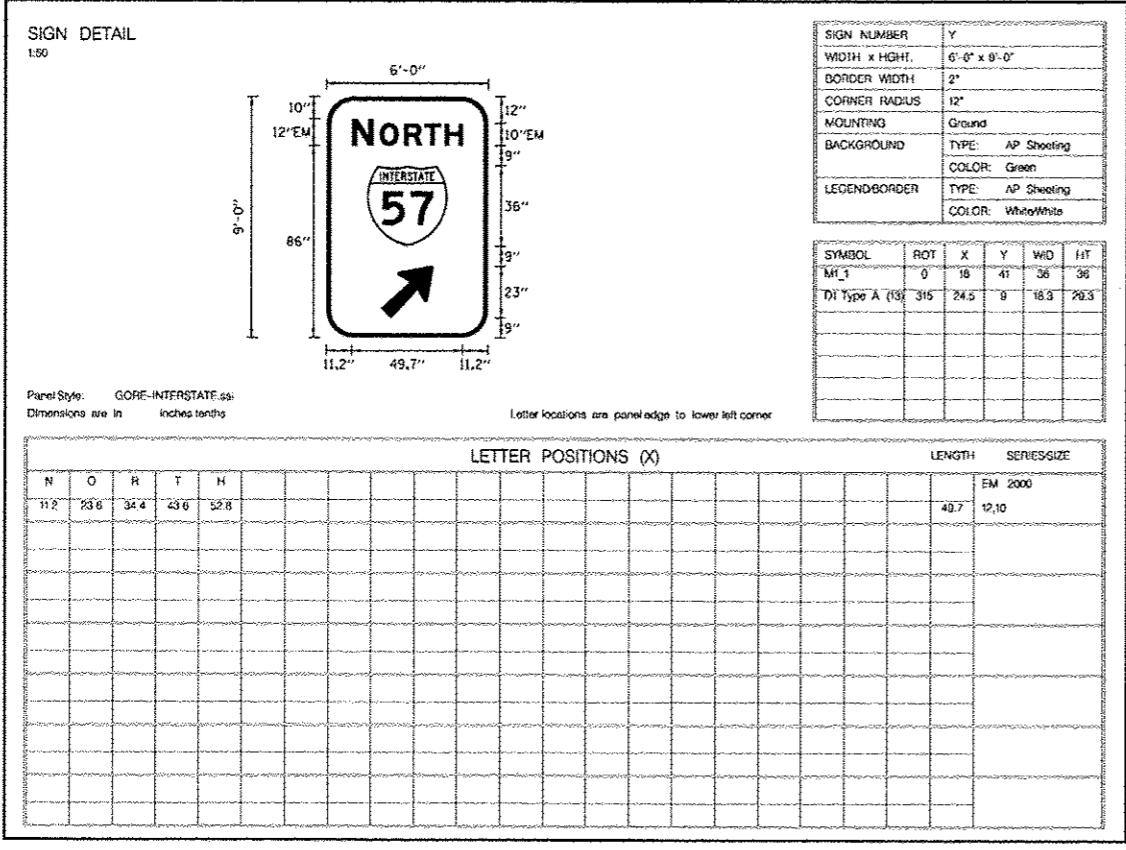 SIGN DETAIL
1:50
6'-0"
10"
12"EM
86"
9'-0"
12"
10"EM
9"
36"
9"
23"
9"
11.2" 49.7" 11.2"
NORTH
INTERSTATE
57
SIGN NUMBER Y
WIDTH x HGHT. 6'-0" x 9'-0"
BORDER WIDTH 2"
CORNER RADIUS 12"
MOUNTING Ground
BACKGROUND TYPE: AP Sheeting
COLOR: Green
LEGEND/BORDER TYPE: AP Sheeting
COLOR: White/White
SYMBOL ROT X Y WID HT
M1_1 0 18 41 36 36
D1 Type A (13) 315 24.5 9 18.3 29.3
Panel Style: GORE-INTERSTATE.ssi
Dimensions are in inches.tenths
Letter locations are panel edge to lower left corner
LETTER POSITIONS (X) LENGTH SERIES/SIZE
N O R T H EM 2000
11.2 23.6 34.4 43.6 52.8 49.7 12,10